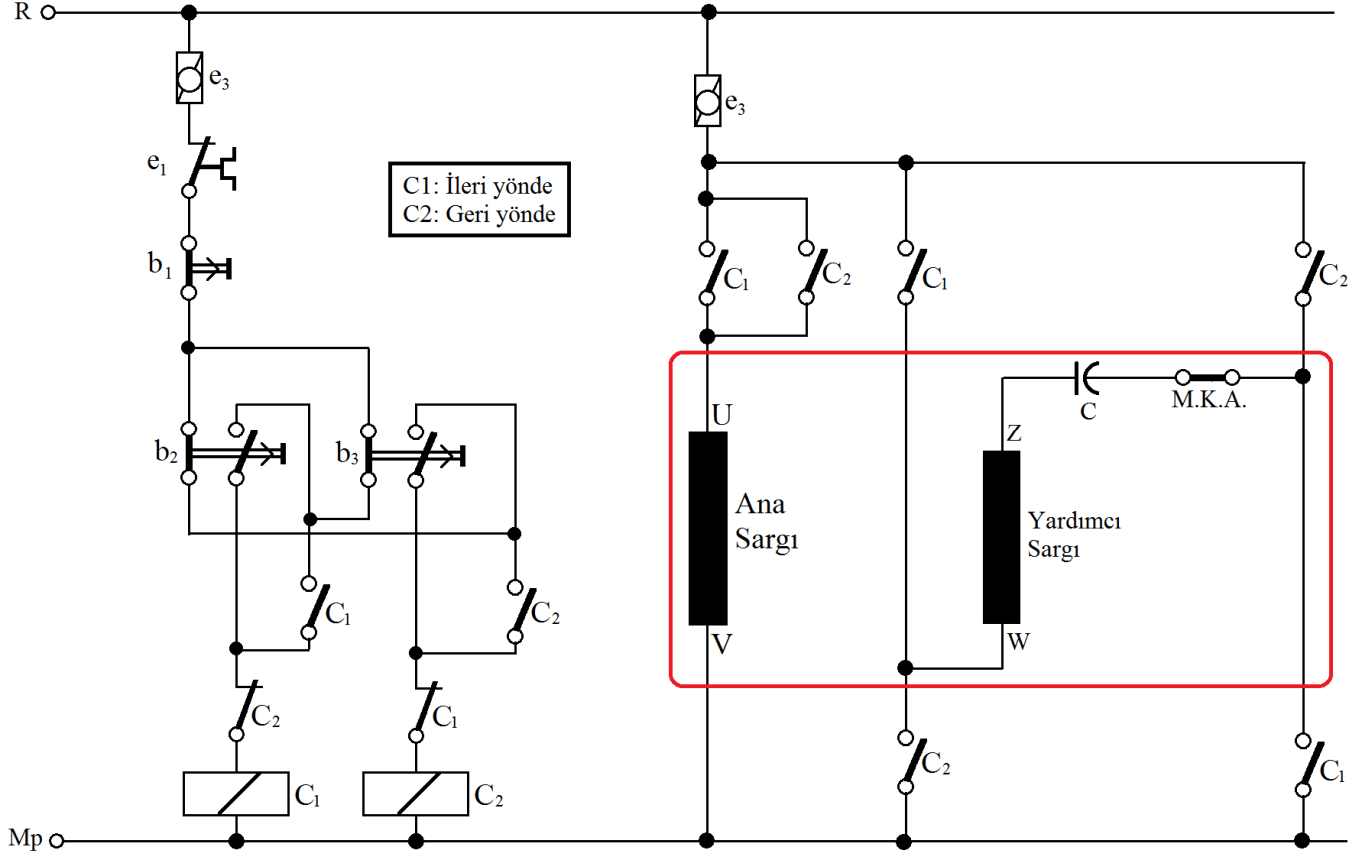 R
e3
e1
b1
C1: İleri yönde
C2: Geri yönde
b2
b3
C1
C2
C2
C1
C1
C2
Mp
e3
C1
C2
C1
C2
U
Ana
Sargı
V
C
M.K.A.
Z
Yardımcı
Sargı
W
C2
C1